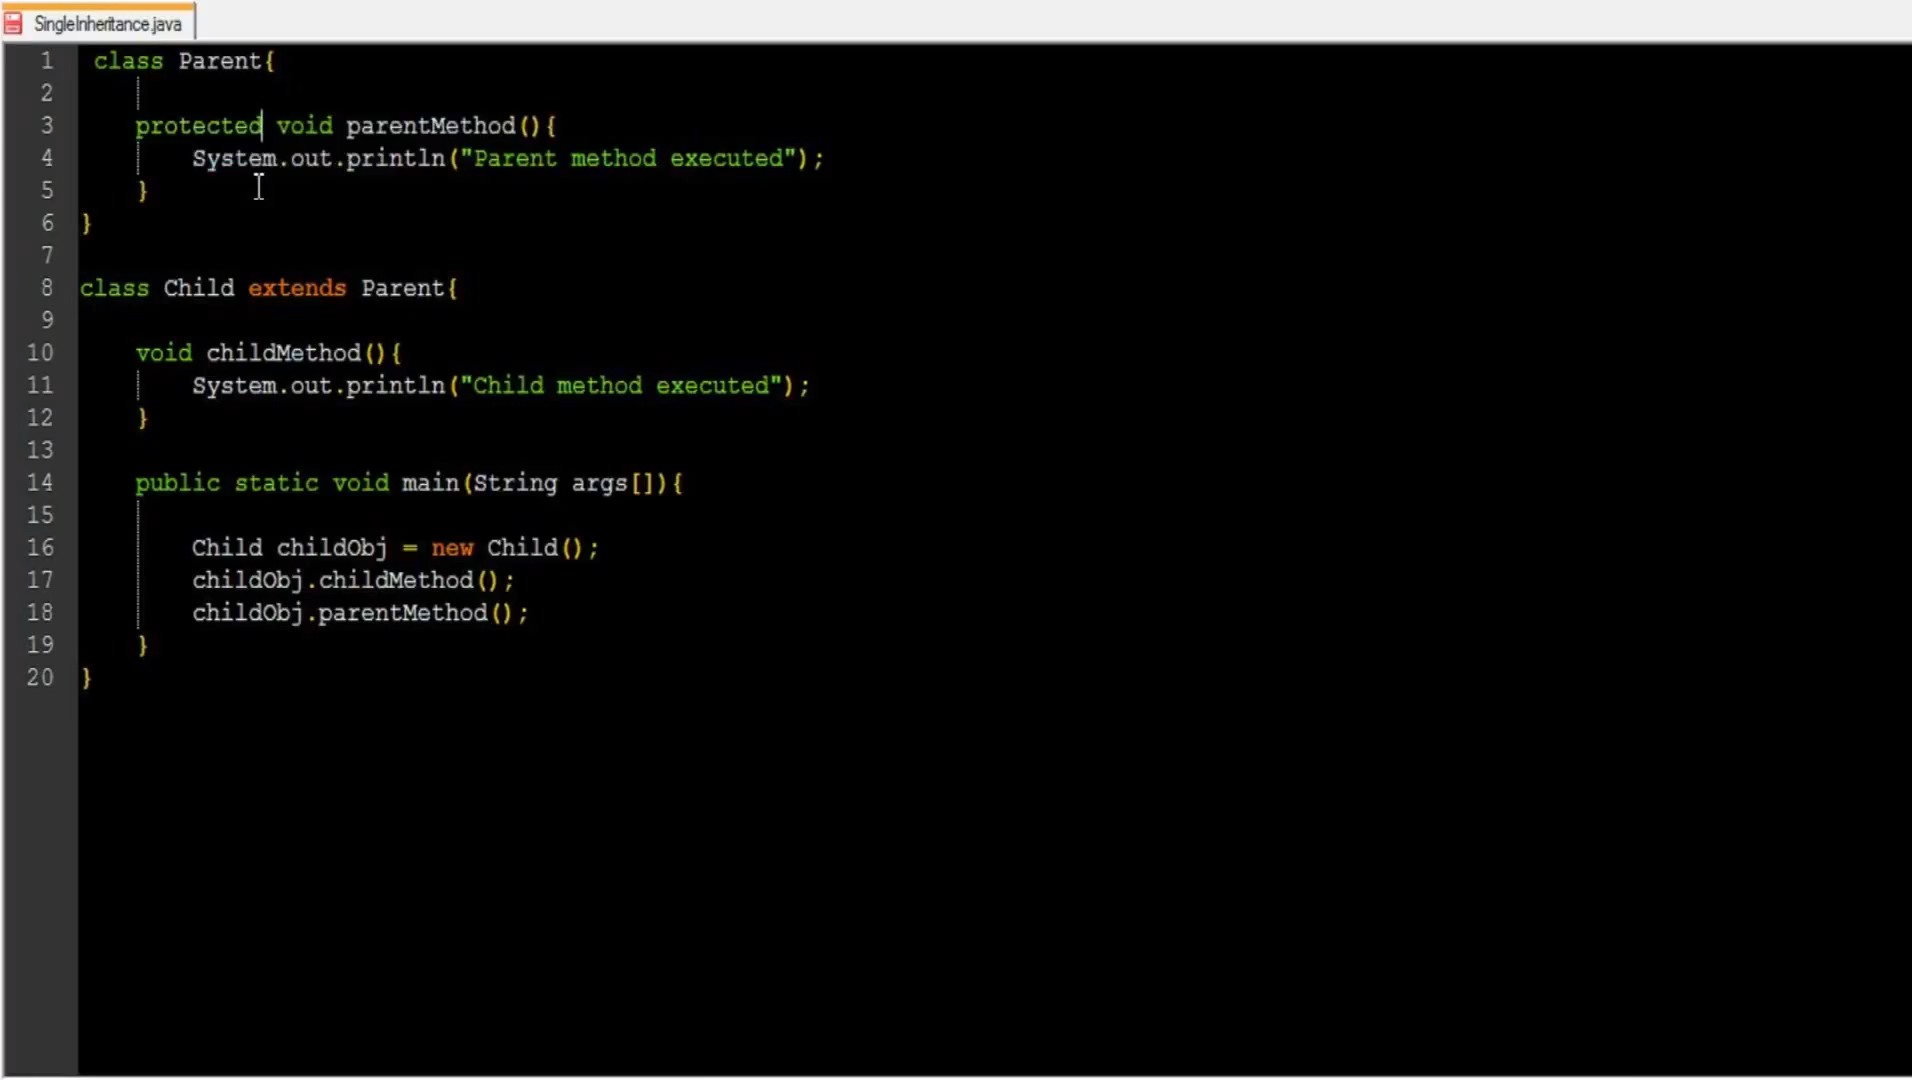 SingleInheritance.java
1 class Parent{
2
3 protected void parentMethod(){
4 System.out.println("Parent method executed");
5 }
6 }
7
8 class Child extends Parent{
9
10 void childMethod(){
11 System.out.println("Child method executed");
12 }
13
14 public static void main(String args[]){
15
16 Child childObj = new Child();
17 childObj.childMethod();
18 childObj.parentMethod();
19 }
20 }